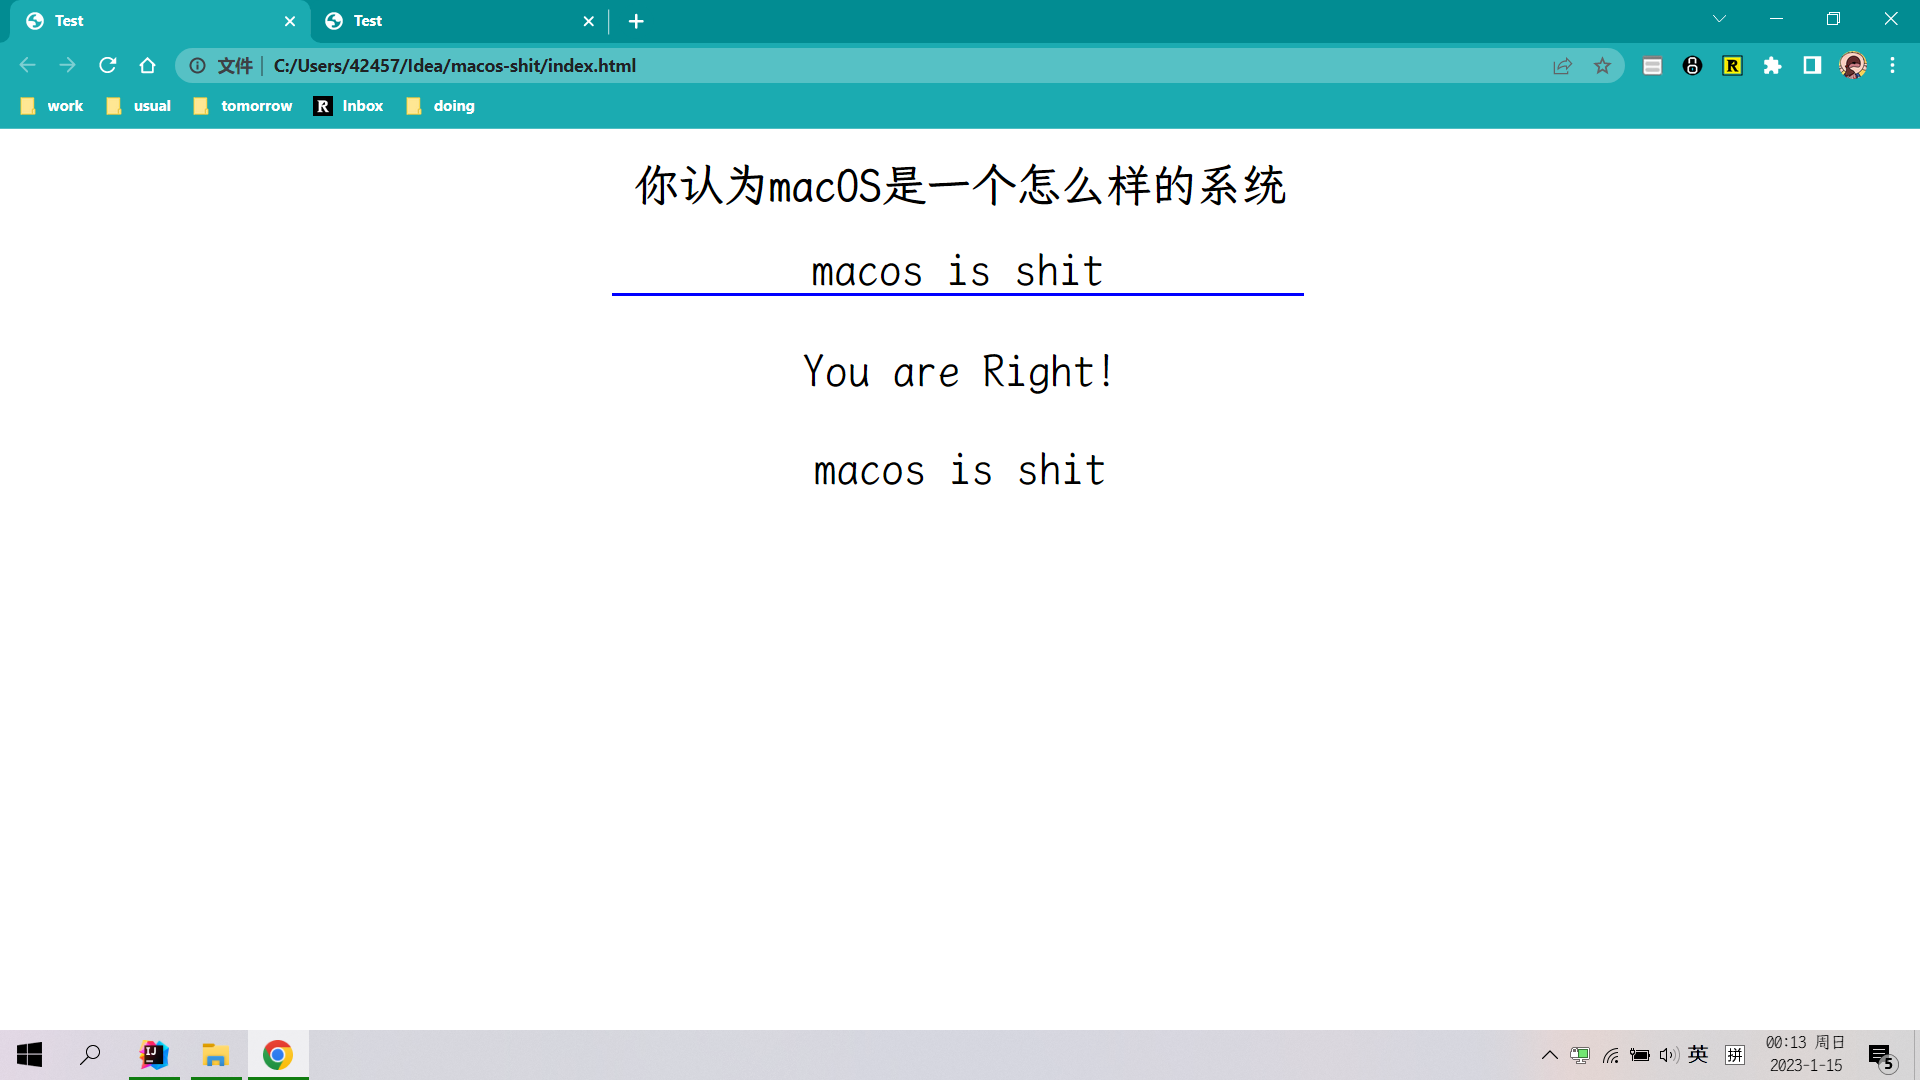 Test
Test
文件 C:/Users/42457/Idea/macos-shit/index.html
work usual tomorrow R Inbox doing
你认为macOS是一个怎么样的系统
macos is shit
You are Right!
macos is shit
英 拼 00:13 周日
2023-1-15
5